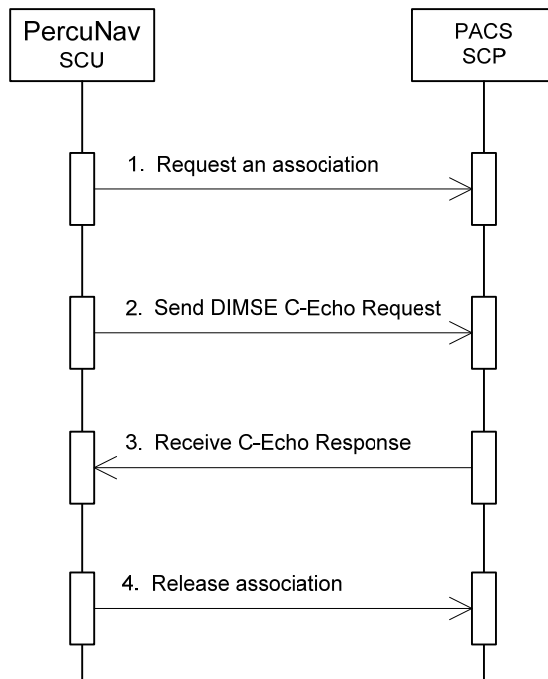 PercuNav
SCU
PACS
SCP
1. Request an association
2. Send DIMSE C-Echo Request
3. Receive C-Echo Response
4. Release association